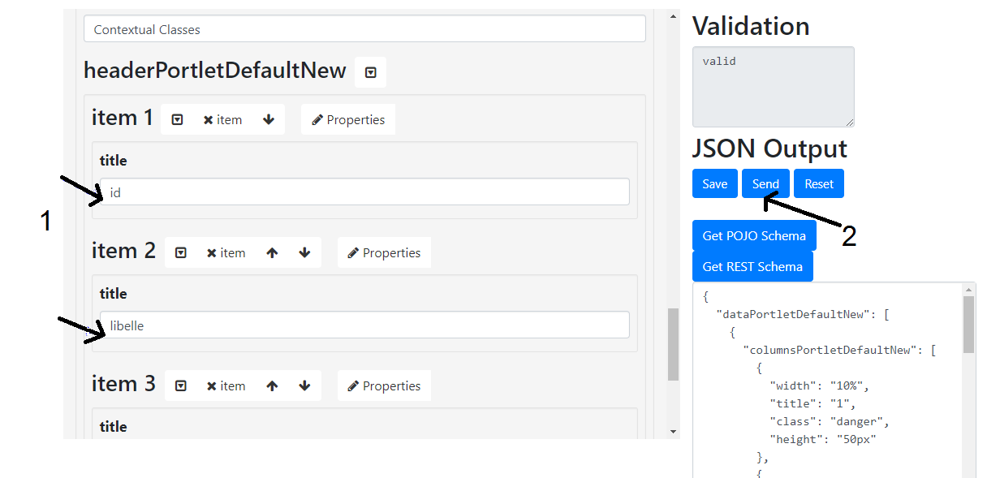 Contextual Classes
headerPortletDefaultNew
item 1 item Properties
title
id
1
item 2 item Properties
title
libelle
item 3 item Properties
title
Validation
valid
JSON Output
Save Send Reset
2
Get POJO Schema
Get REST Schema
{
"dataPortletDefaultNew": [
{
"columnsPortletDefaultNew": [
{
"width": "10%",
"title": "1",
"class": "danger",
"height": "50px"
},
{